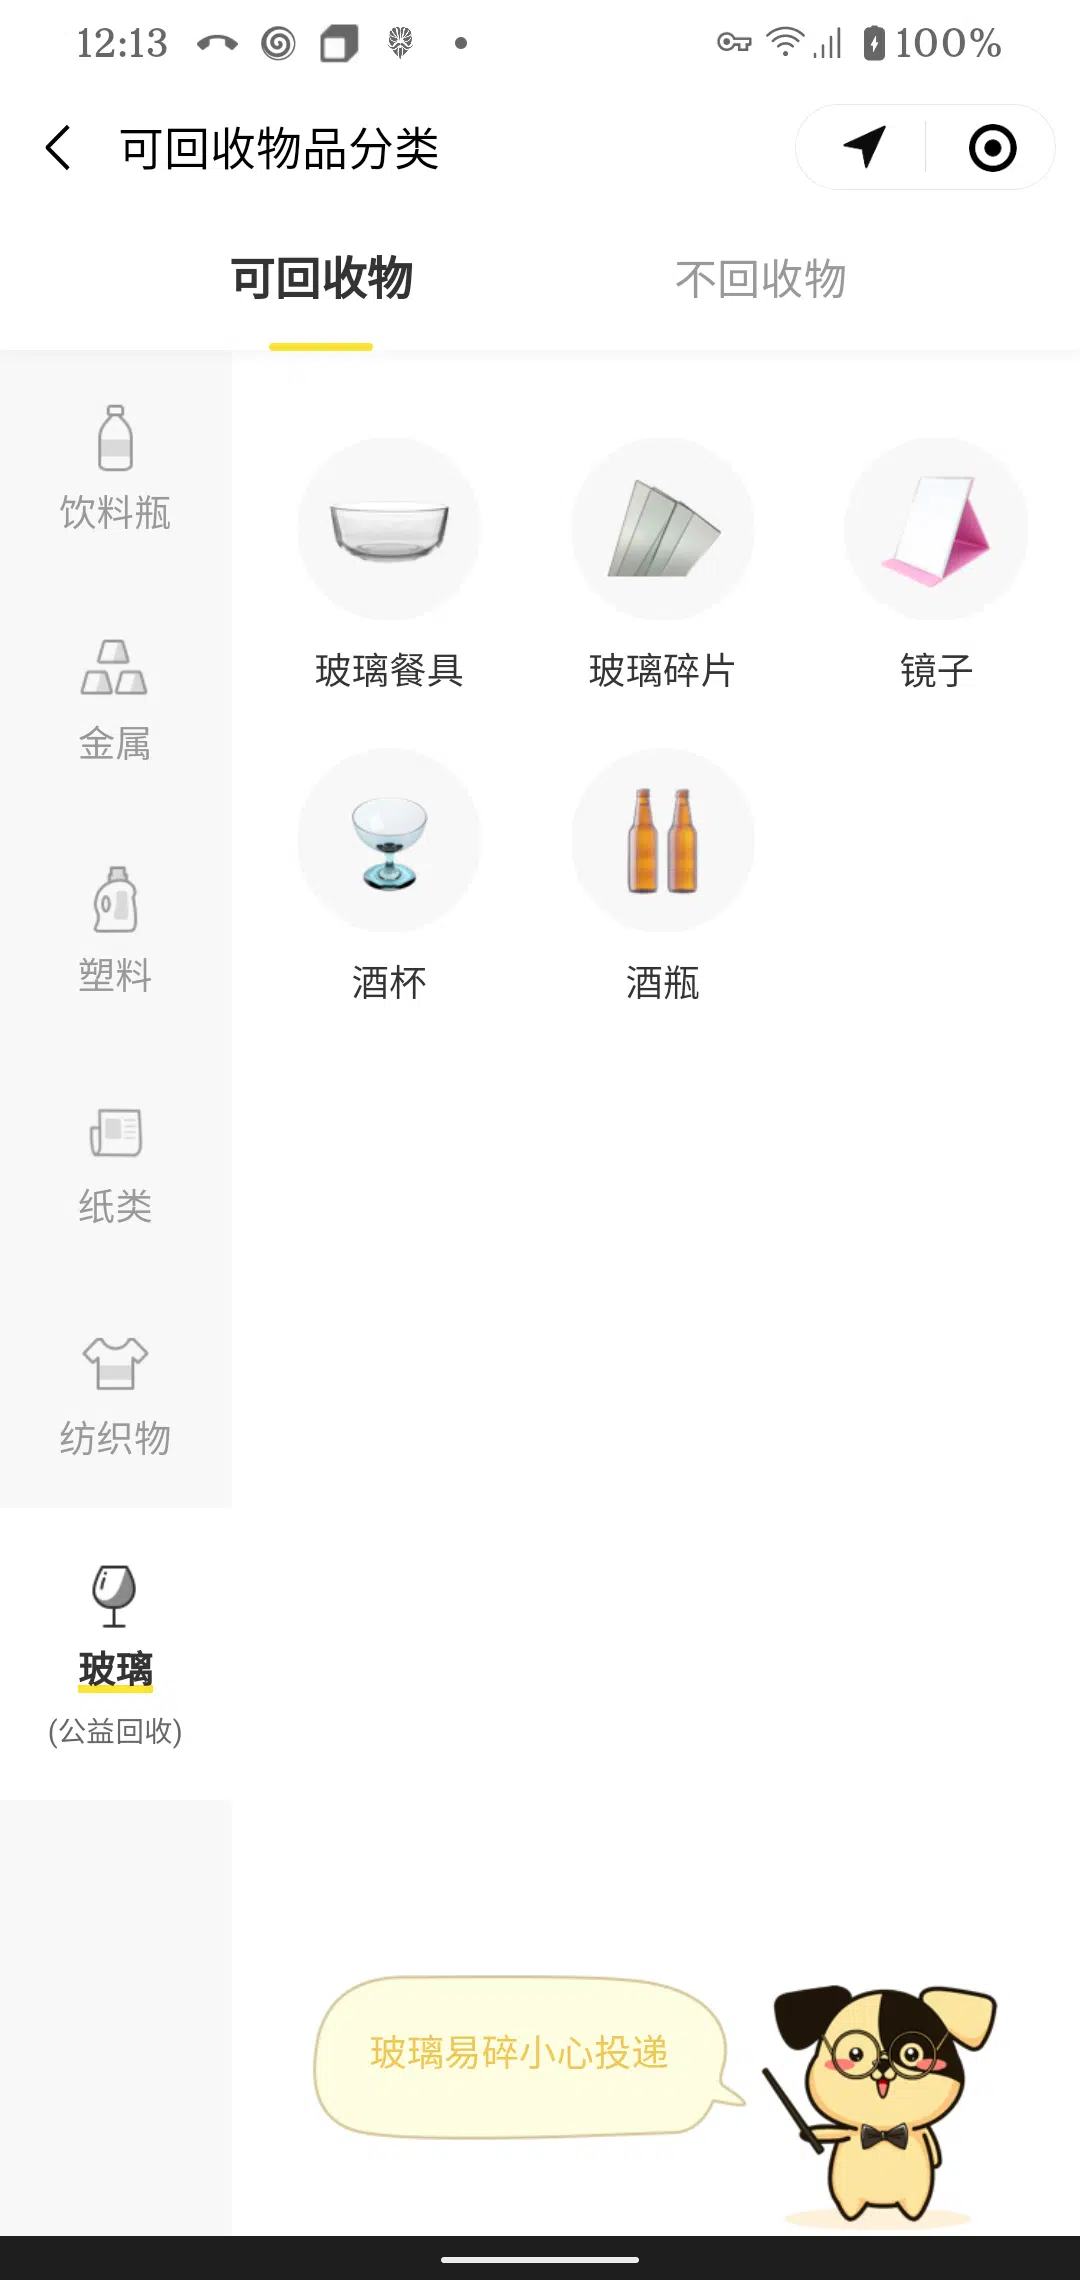 12:13
100%
可回收物品分类
可回收物
不回收物
饮料瓶
金属
塑料
纸类
纺织物
玻璃
(公益回收)
玻璃餐具
玻璃碎片
镜子
酒杯
酒瓶
玻璃易碎小心投递